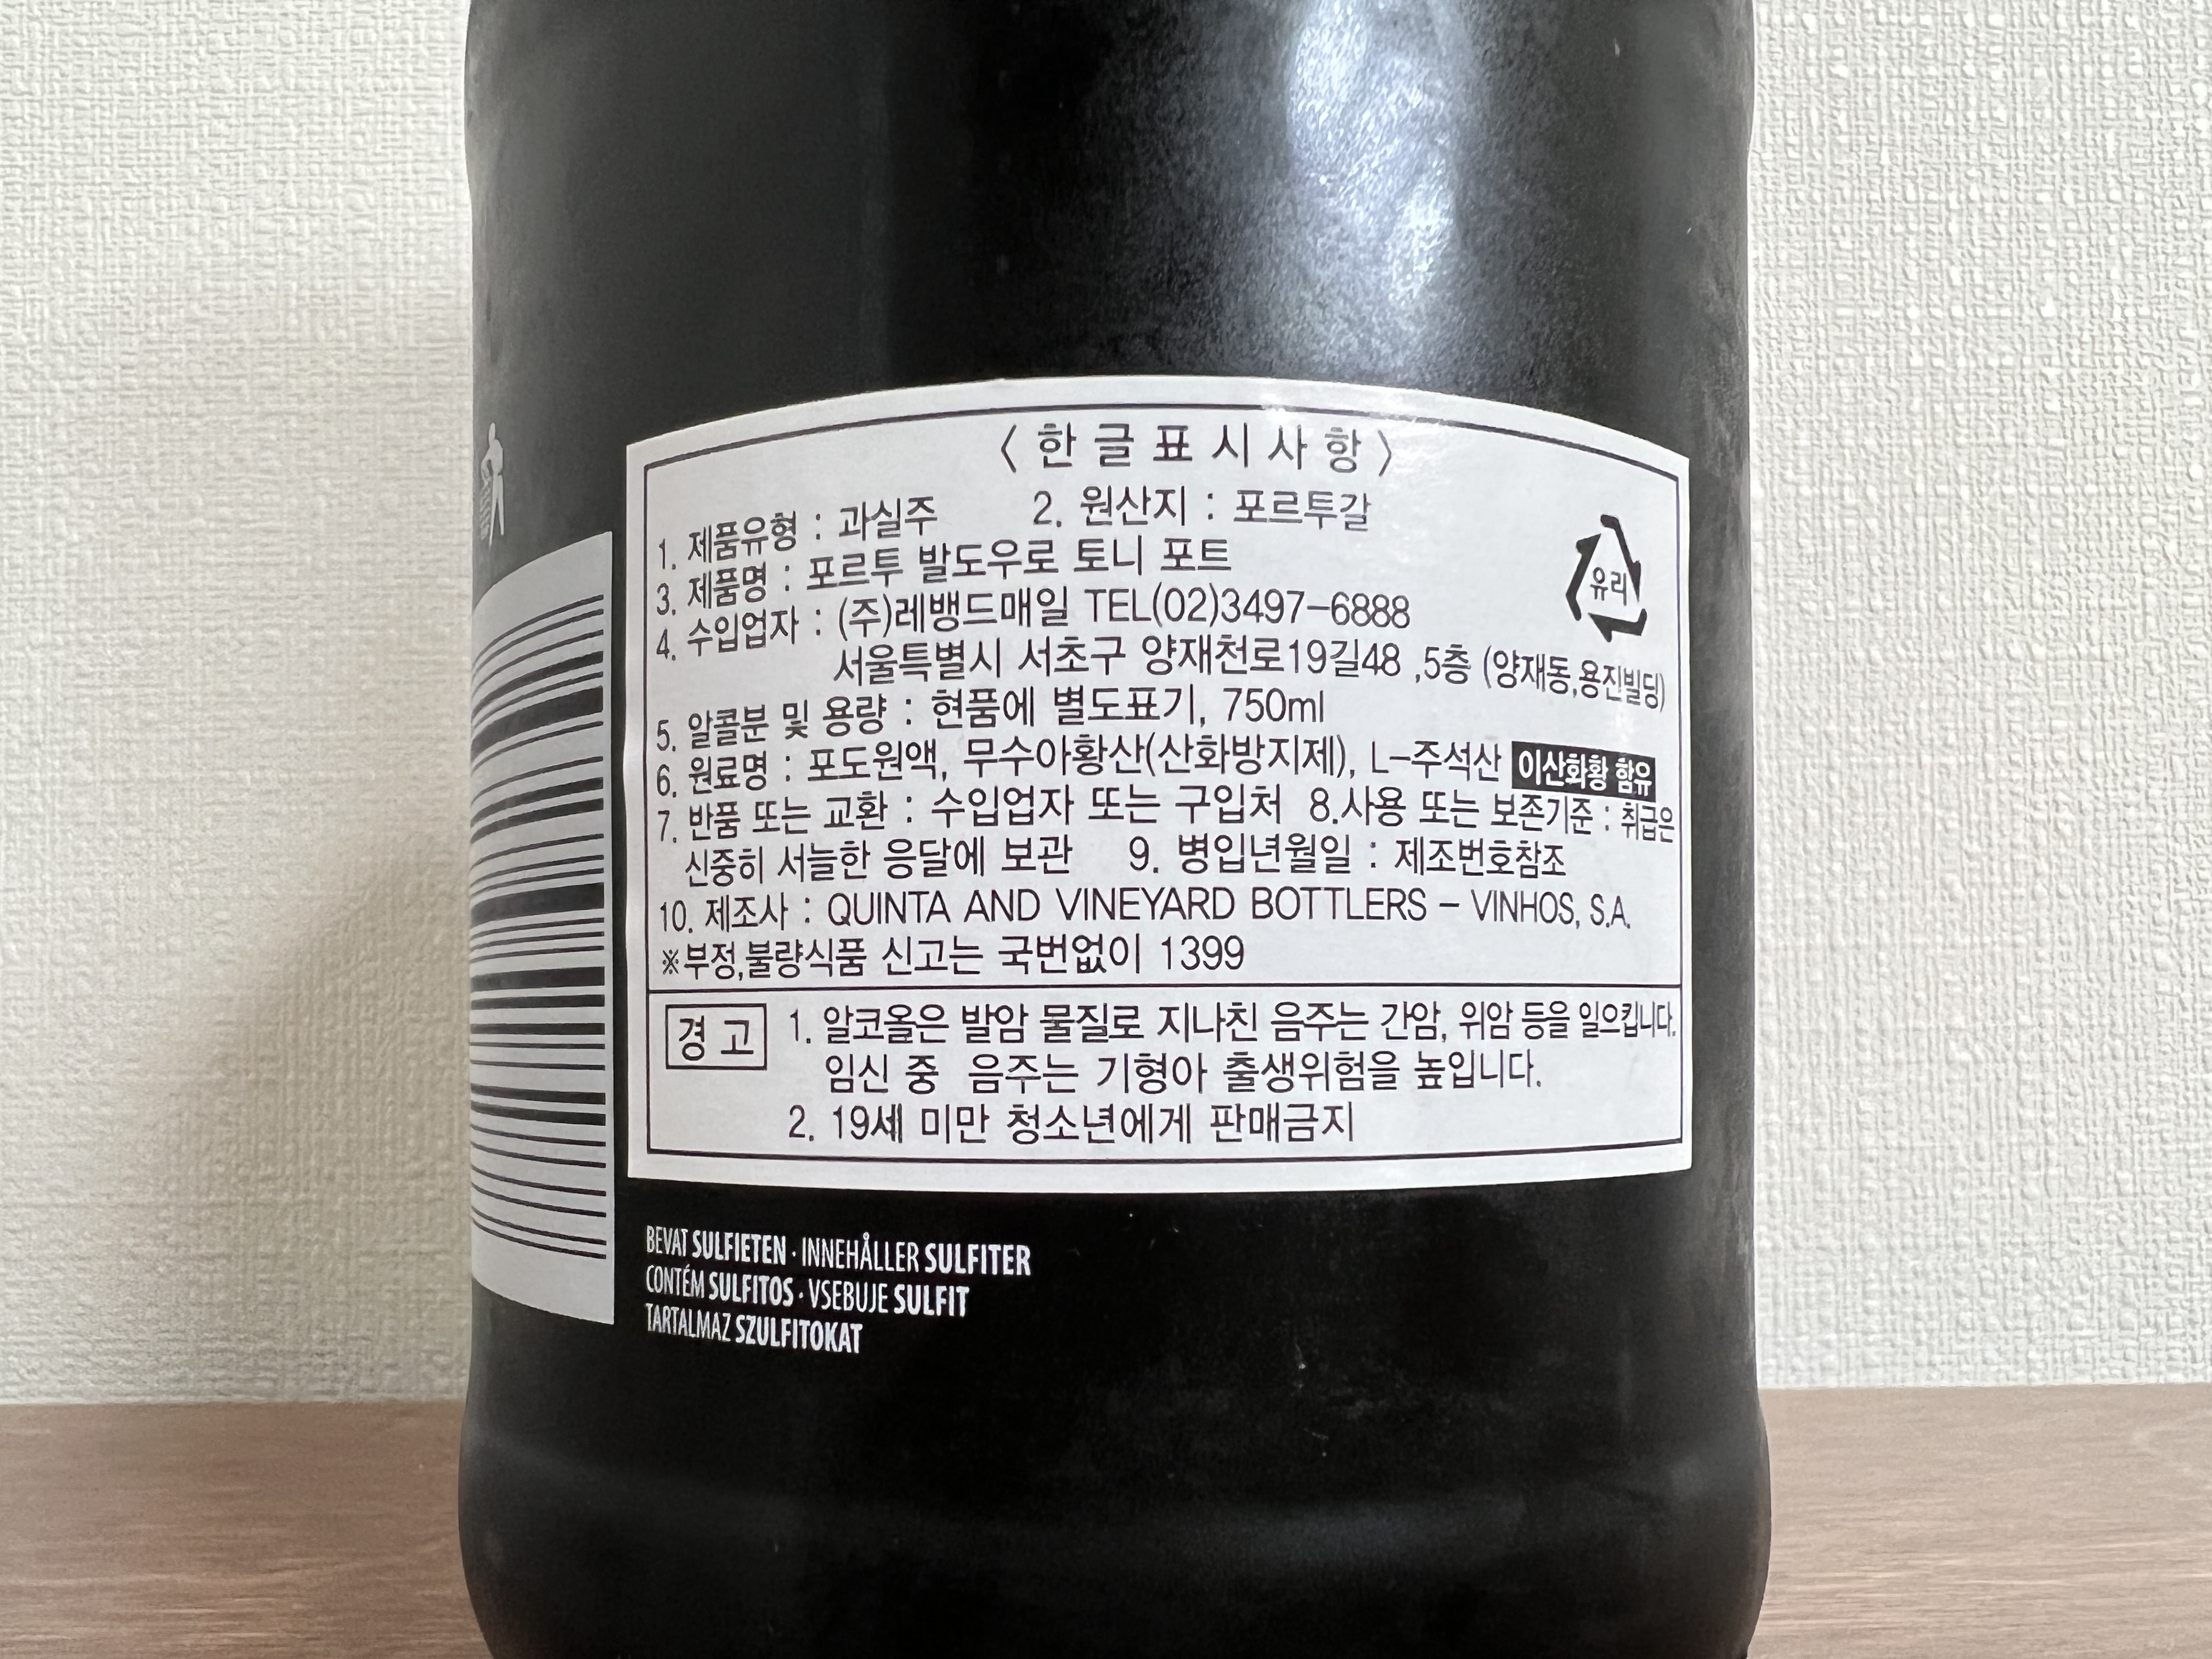 〈한글표시사항〉
1. 제품유형 : 과실주 2. 원산지 : 포르투갈
3. 제품명 : 포르투 발도우로 토니 포트
4. 수입업자 : (주)레뱅드매일 TEL(02)3497-6888
서울특별시 서초구 양재천로19길48 ,5층 (양재동,용진빌딩)
유리
5. 알콜분 및 용량 : 현품에 별도표기, 750ml
6. 원료명 : 포도원액, 무수아황산(산화방지제), L-주석산 이산화황 함유
7. 반품 또는 교환 : 수입업자 또는 구입처 8.사용 또는 보존기준 : 취급은
신중히 서늘한 응달에 보관 9. 병입년월일 : 제조번호참조
10. 제조사 : QUINTA AND VINEYARD BOTTLERS - VINHOS, S.A.
※부정,불량식품 신고는 국번없이 1399
경고 1. 알코올은 발암 물질로 지나친 음주는 간암, 위암 등을 일으킵니다.
임신 중 음주는 기형아 출생위험을 높입니다.
2. 19세 미만 청소년에게 판매금지
BEVAT SULFIETEN · INNEHÅLLER SULFITER
CONTÉM SULFITOS · VSEBUJE SULFIT
TARTALMAZ SZULFITOKAT